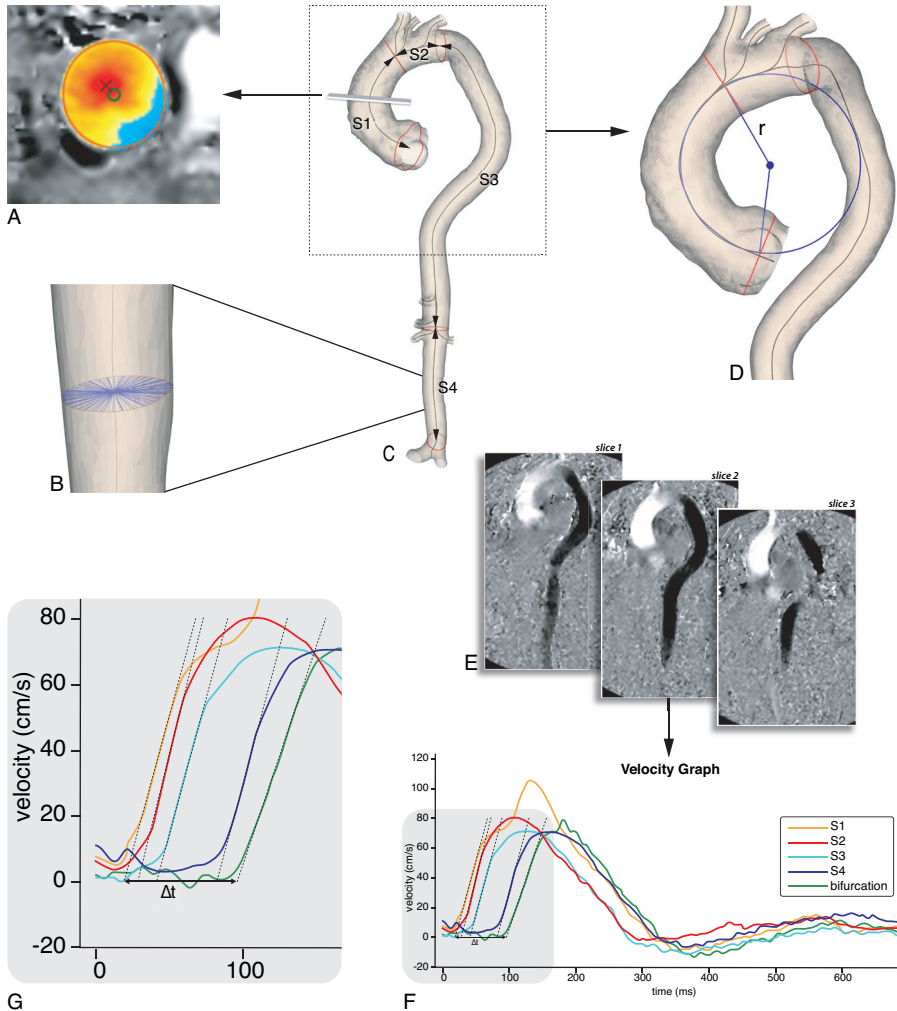 A
S2
S1
S3
r
B
S4
C
D
slice 1
slice 2
slice 3
E
Velocity Graph
80
60
40
20
0
-20
velocity (cm/s)
Δt
0
100
G
120
100
80
60
40
20
0
-20
velocity (cm/s)
Δt
0
100
200
300
400
500
600
time (ms)
S1
S2
S3
S4
bifurcation
F